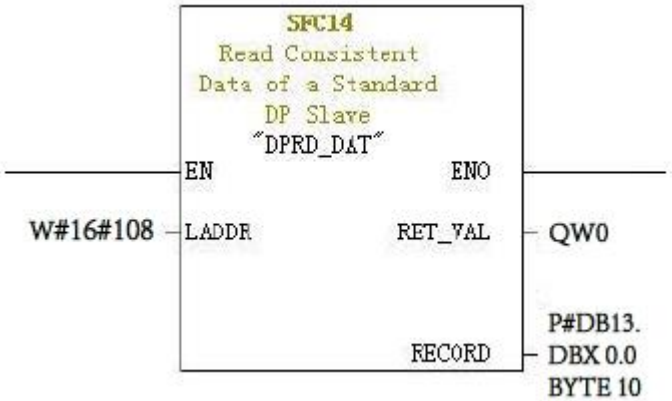 SFC14
Read Consistent
Data of a Standard
DP Slave
"DPRD_DAT"
EN ENO
W#16#108 LADDR RET_VAL QW0
RECORD P#DB13.
DBX 0.0
BYTE 10